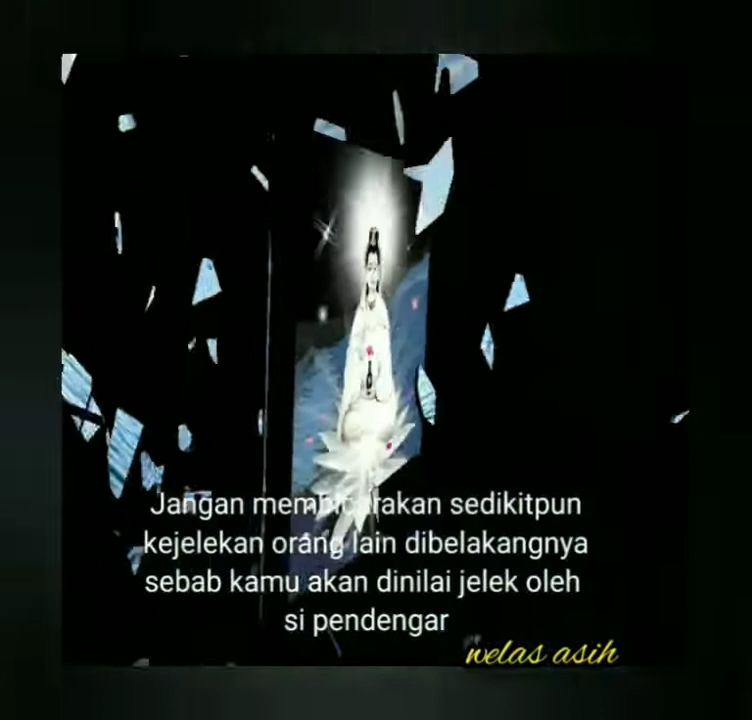 Jangan membicarakan sedikitpun
kejelekan orang lain dibelakangnya
sebab kamu akan dinilai jelek oleh
si pendengar
welas asih